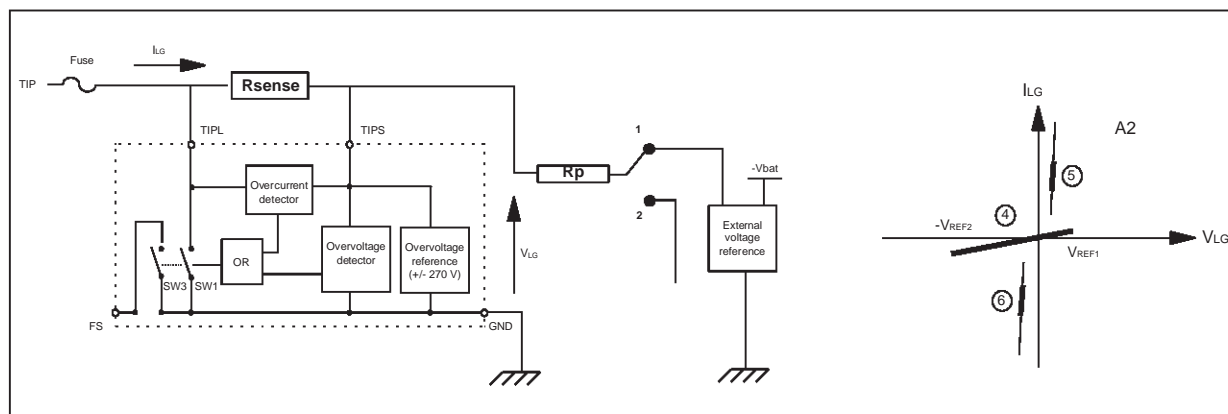 Fuse
ILG
TIP
Rsense
TIPL
TIPS
Overcurrent
detector
OR
Overvoltage
detector
Overvoltage
reference
(+/- 270 V)
SW3
SW1
FS
GND
VLG
Rp
1
2
-Vbat
External
voltage
reference
ILG
A2
5
4
-VREF2
VREF1
VLG
6